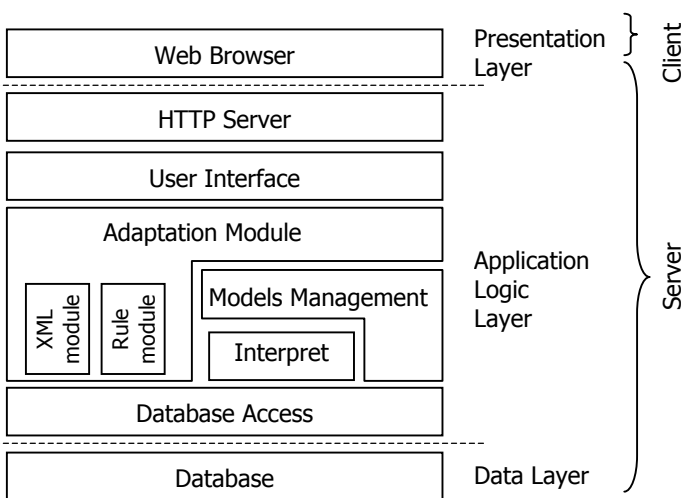 Web Browser
Presentation
Layer
Client
HTTP Server
User Interface
Adaptation Module
XML
module
Rule
module
Models Management
Interpret
Application
Logic
Layer
Server
Database Access
Database
Data Layer